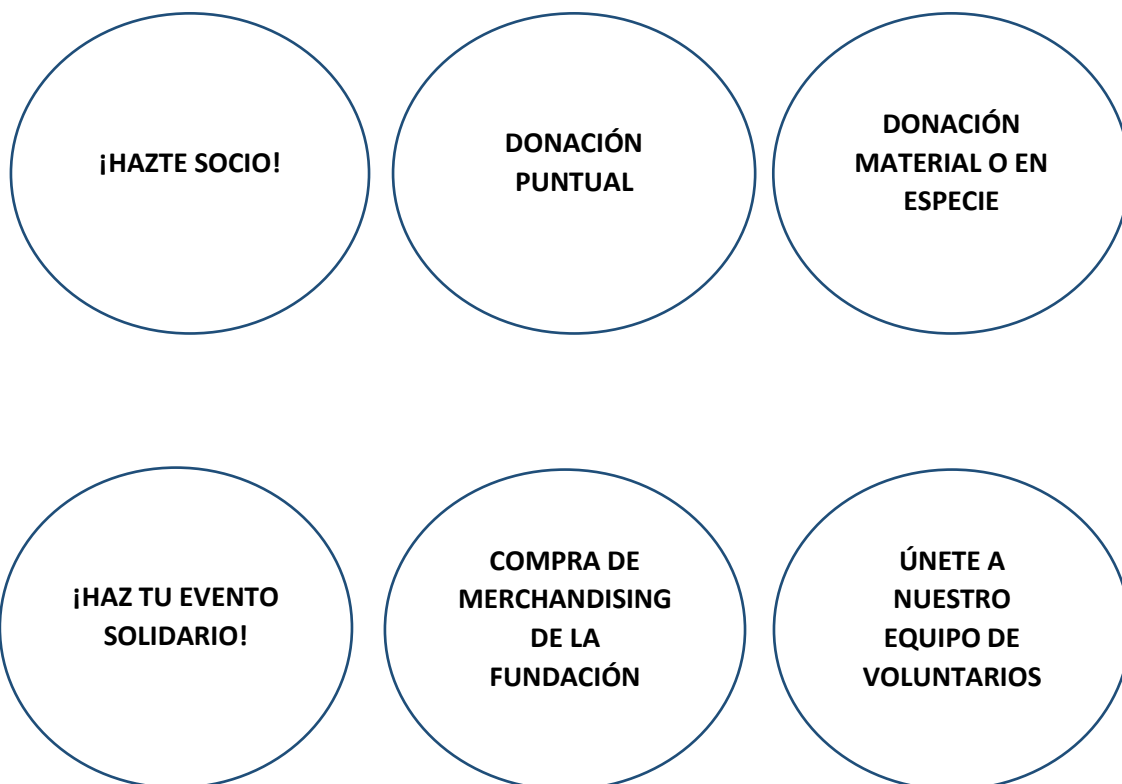 ¡HAZTE SOCIO!
DONACIÓN
PUNTUAL
DONACIÓN
MATERIAL O EN
ESPECIE
¡HAZ TU EVENTO
SOLIDARIO!
COMPRA DE
MERCHANDISING
DE LA
FUNDACIÓN
ÚNETE A
NUESTRO
EQUIPO DE
VOLUNTARIOS